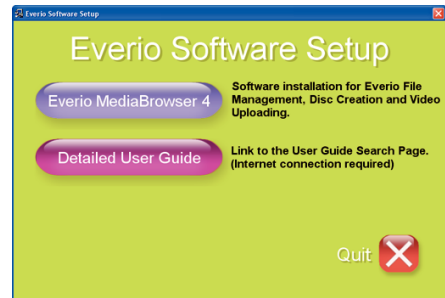 Everio Software Setup
Everio Software Setup
Everio MediaBrowser 4
Software installation for Everio File
Management, Disc Creation and Video
Uploading.
Detailed User Guide
Link to the User Guide Search Page.
(Internet connection required)
Quit